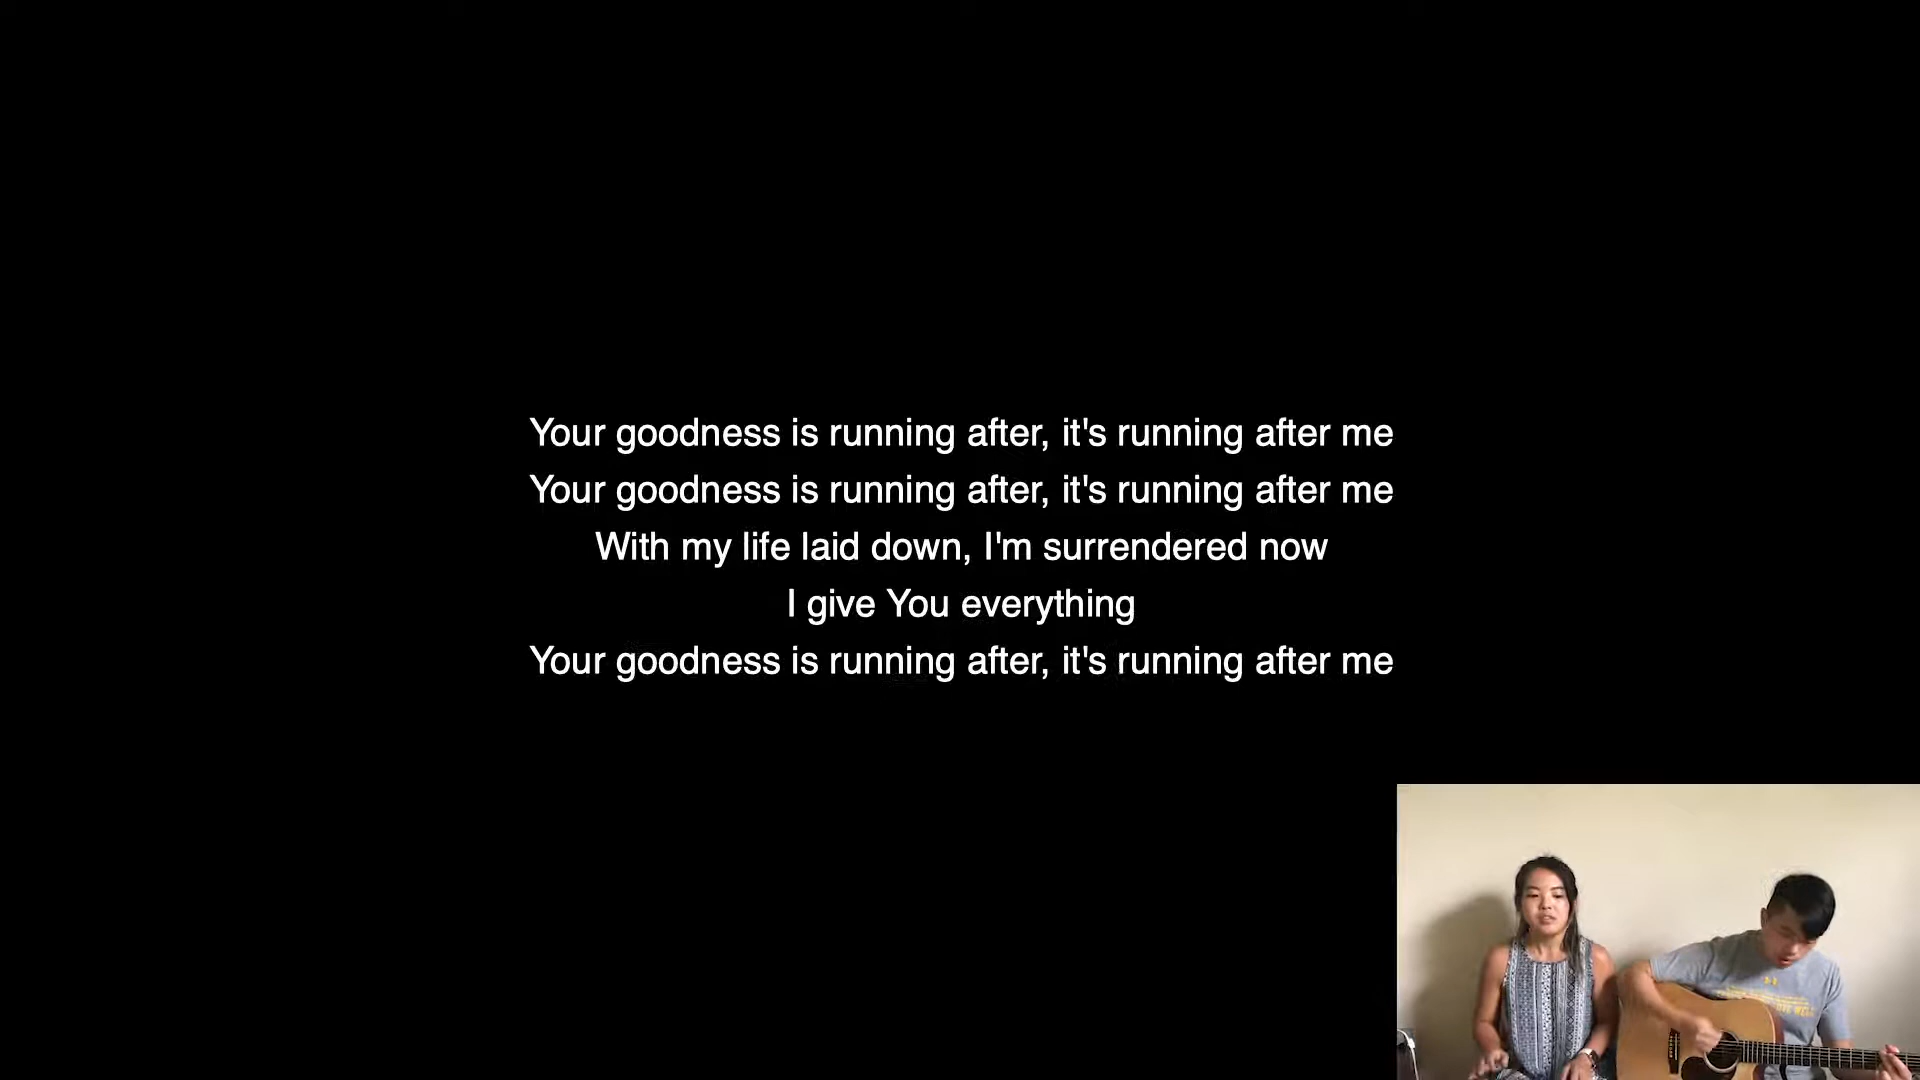 Your goodness is running after, it's running after me
Your goodness is running after, it's running after me
With my life laid down, I'm surrendered now
I give You everything
Your goodness is running after, it's running after me